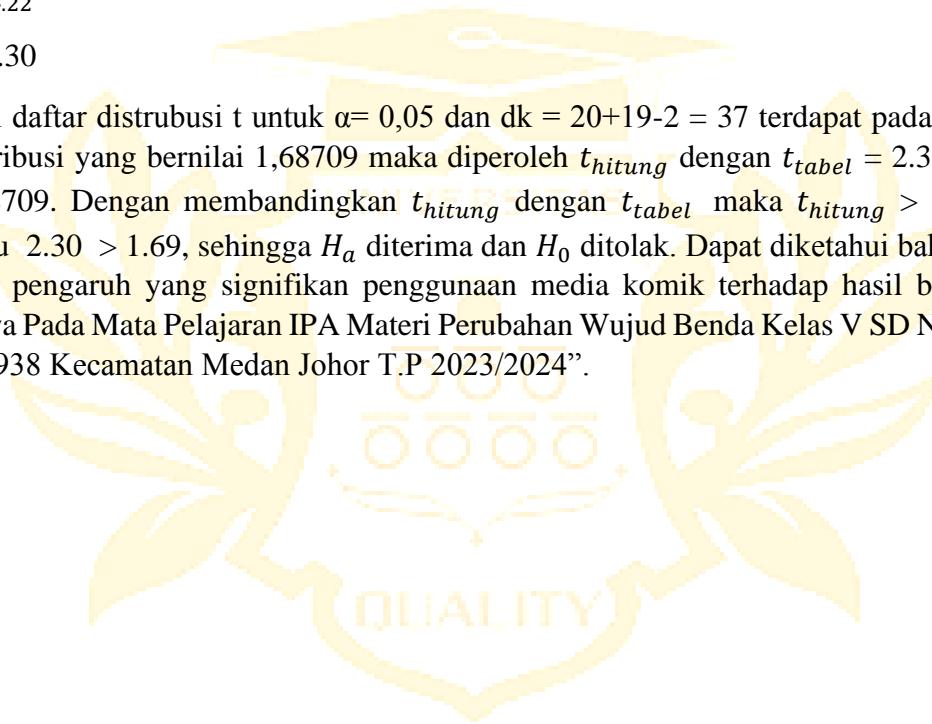 .22
.30
daftar distrubusi t untuk α= 0,05 dan dk = 20+19-2 = 37 terdapat pada
ribusi yang bernilai 1,68709 maka diperoleh t_hitung dengan t_tabel = 2.3
709. Dengan membandingkan t_hitung dengan t_tabel maka t_hitung >
u 2.30 > 1.69, sehingga H_a diterima dan H_0 ditolak. Dapat diketahui bal
pengaruh yang signifikan penggunaan media komik terhadap hasil b
a Pada Mata Pelajaran IPA Materi Perubahan Wujud Benda Kelas V SD N
938 Kecamatan Medan Johor T.P 2023/2024”.
UNIVERSITAS
QUALITY